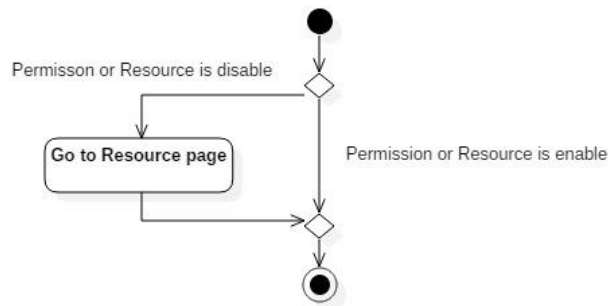 Permisson or Resource is disable
Go to Resource page
Permission or Resource is enable